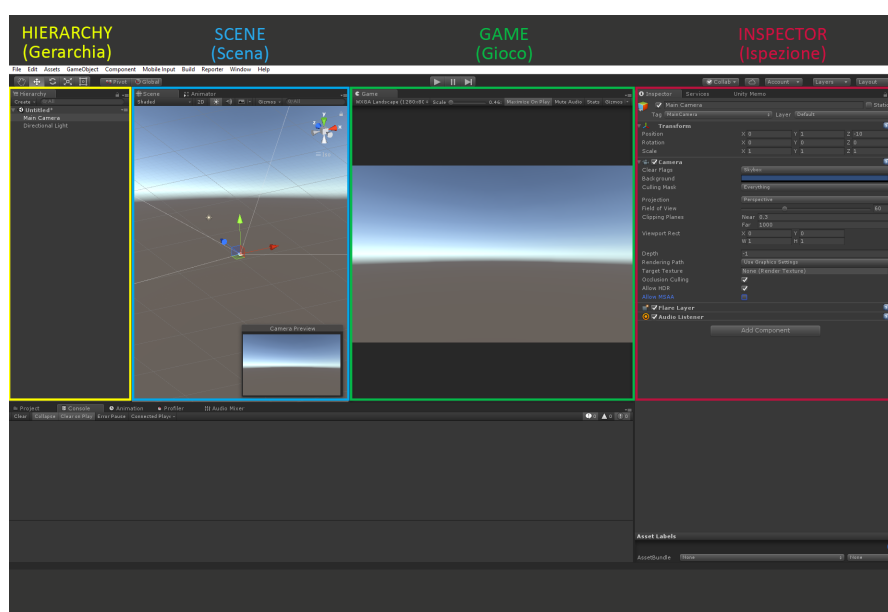 HIERARCHY
(Gerarchia)
SCENE
(Scena)
GAME
(Gioco)
INSPECTOR
(Ispezione)
File Edit Assets GameObject Component Mobile Input Build Reporter Window Help
Pivot Global
Collab Account Layers Layout
Hierarchy
Create All
Untitled*
Main Camera
Directional Light
Scene Animator
Shaded 2D Gizmos All
Camera Preview
Game
Scale Maximize On Play Mute Audio Stats Gizmos
Inspector Services Unity Memo
Main Camera Static
Tag MainCamera Layer Default
Transform
Position X 0 Y 1 Z -10
Rotation X 0 Y 0 Z 0
Scale X 1 Y 1 Z 1
Camera
Clear Flags Skybox
Background
Culling Mask Everything
Projection Perspective
Field of View 60
Clipping Planes Near 0.3
Far 1000
Viewport Rect X 0 Y 0
W 1 H 1
Depth -1
Rendering Path Use Graphics Settings
Target Texture None (Render Texture)
Occlusion Culling
Allow HDR
Allow MSAA
Flare Layer
Audio Listener
Add Component
Project Console Animation Profiler Audio Mixer
Clear Collapse Clear on Play Error Pause Connected Player
0 0 0
Asset Labels
AssetBundle None None